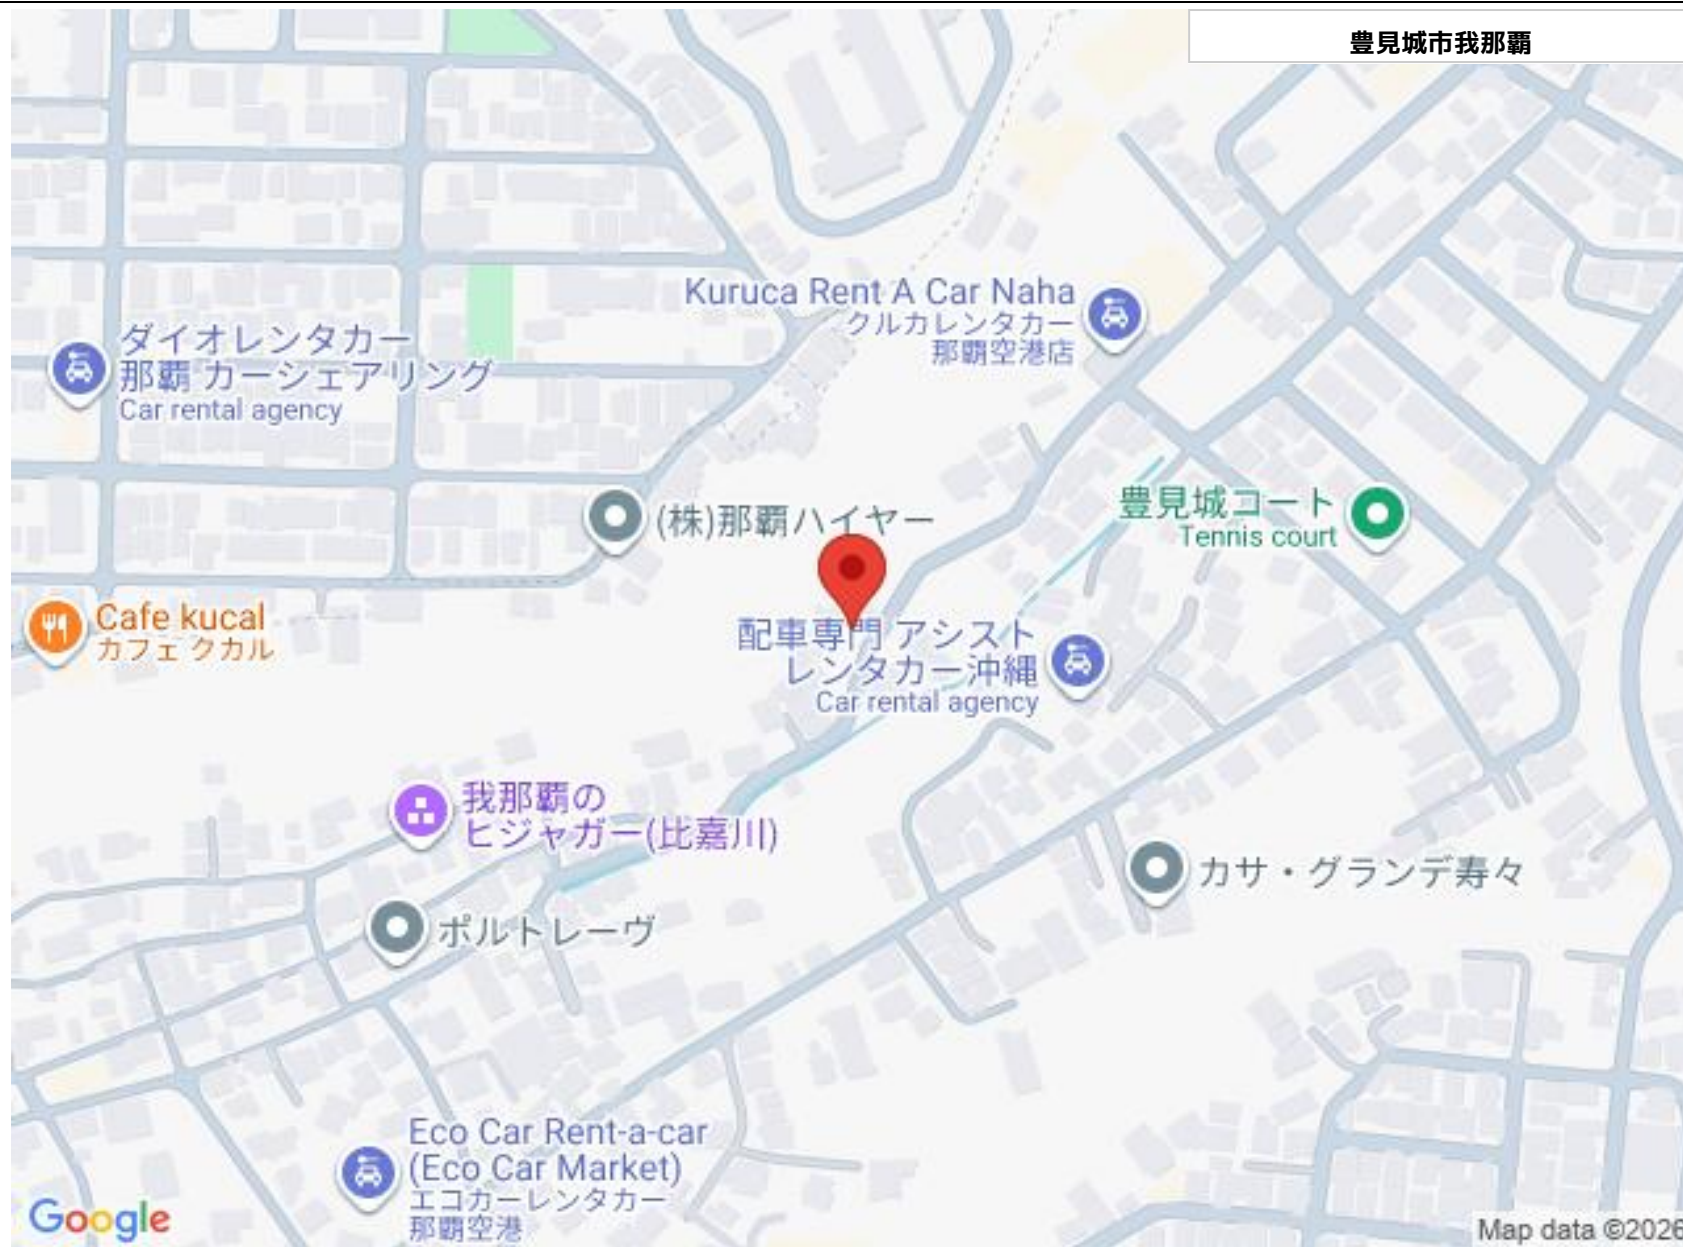 豊見城市我那覇
Kuruca Rent A Car Naha
クルカレンタカー
那覇空港店
ダイオレンタカー
那覇 カーシェアリング
Car rental agency
(株)那覇ハイヤー
豊見城コート
Tennis court
Cafe kucal
カフェ クカル
配車専門 アシスト
レンタカー沖縄
Car rental agency
我那覇の
ヒジャガー(比嘉川)
カサ・グランデ寿々
ポルトレーヴ
Eco Car Rent-a-car
(Eco Car Market)
エコカーレンタカー
那覇空港
Google
Map data ©2026